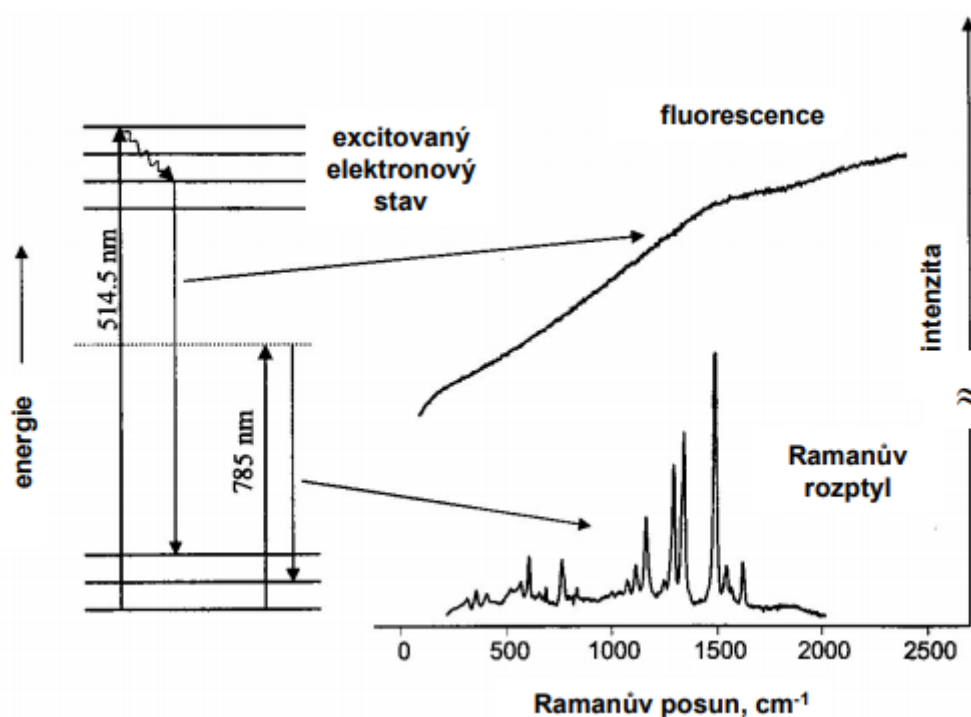 fluorescence
excitovaný
elektronový
stav
514.5 nm
785 nm
energie
intenzita
Ramanův
rozptyl
0 500 1000 1500 2000 2500
Ramanův posun, cm-1